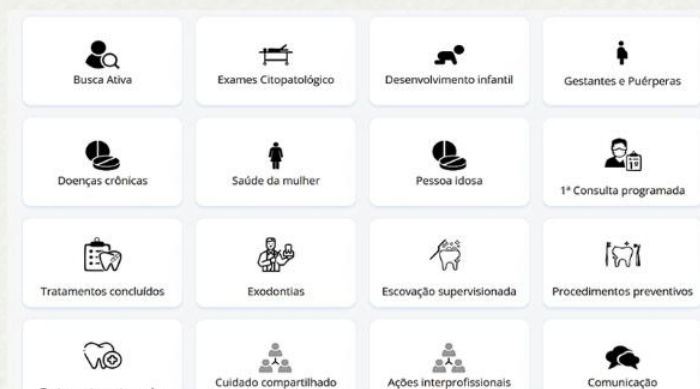 Busca Ativa
Exames Citopatológico
Desenvolvimento infantil
Gestantes e Puérperas
Doenças crônicas
Saúde da mulher
Pessoa idosa
1ª Consulta programada
Tratamentos concluídos
Exodontias
Escovação supervisionada
Procedimentos preventivos
Cuidado compartilhado
Ações interprofissionais
Comunicação